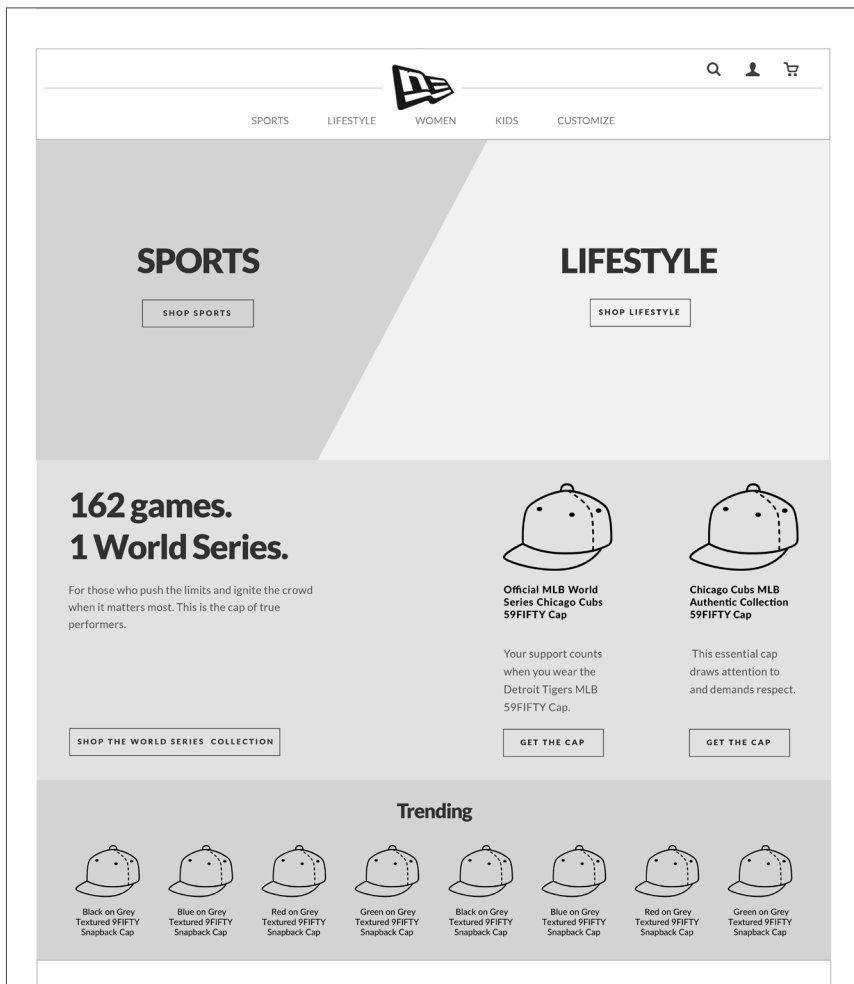 SPORTS LIFESTYLE WOMEN KIDS CUSTOMIZE
SPORTS
SHOP SPORTS
LIFESTYLE
SHOP LIFESTYLE
162 games.
1 World Series.
For those who push the limits and ignite the crowd
when it matters most. This is the cap of true
performers.
SHOP THE WORLD SERIES COLLECTION
Official MLB World
Series Chicago Cubs
59FIFTY Cap
Your support counts
when you wear the
Detroit Tigers MLB
59FIFTY Cap.
GET THE CAP
Chicago Cubs MLB
Authentic Collection
59FIFTY Cap
This essential cap
draws attention to
and demands respect.
GET THE CAP
Trending
Black on Grey
Textured 9FIFTY
Snapback Cap
Blue on Grey
Textured 9FIFTY
Snapback Cap
Red on Grey
Textured 9FIFTY
Snapback Cap
Green on Grey
Textured 9FIFTY
Snapback Cap
Black on Grey
Textured 9FIFTY
Snapback Cap
Blue on Grey
Textured 9FIFTY
Snapback Cap
Red on Grey
Textured 9FIFTY
Snapback Cap
Green on Grey
Textured 9FIFTY
Snapback Cap